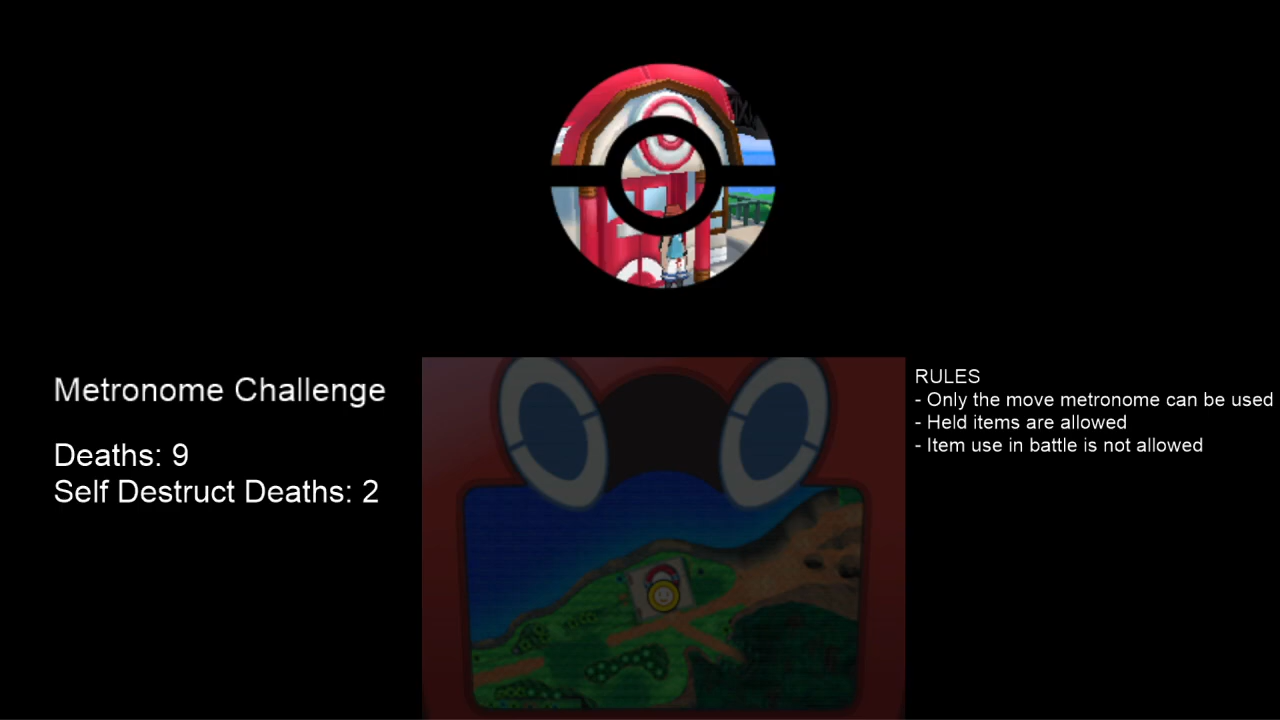 Metronome Challenge
Deaths: 9
Self Destruct Deaths: 2
RULES
- Only the move metronome can be used
- Held items are allowed
- Item use in battle is not allowed